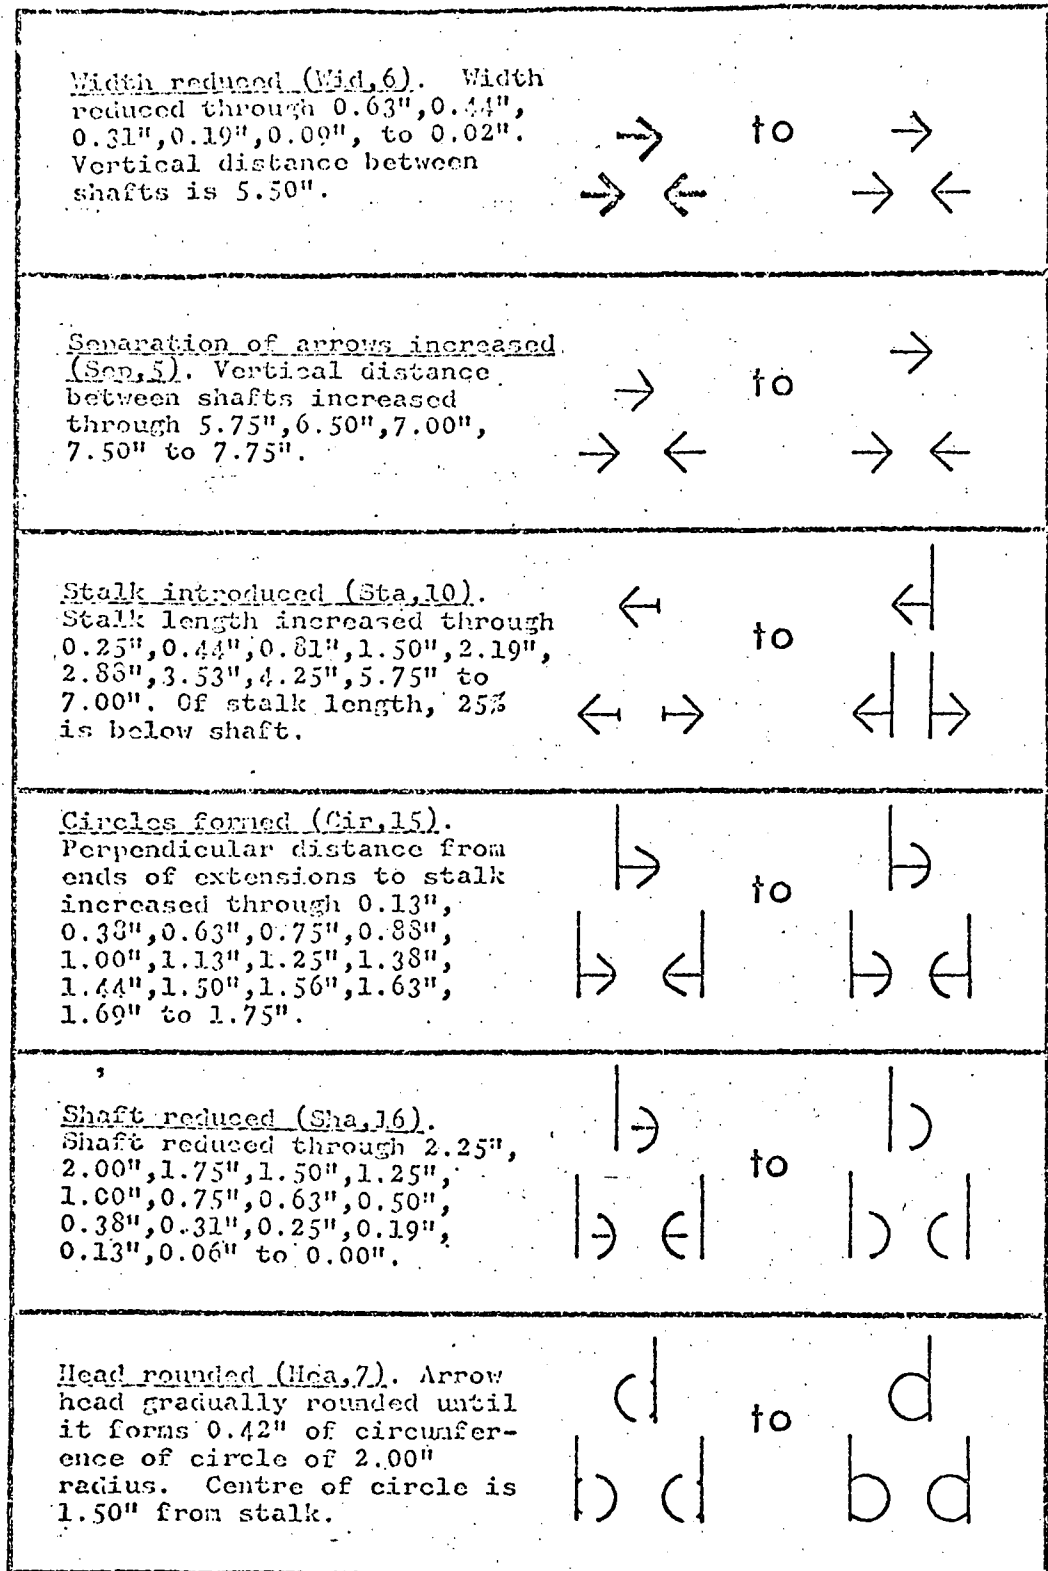 Width reduced (Wid,6). Width
reduced through 0.63",0.44",
0.31",0.19",0.09", to 0.02".
Vertical distance between
shafts is 5.50".
to
Separation of arrows increased
(Sep,5). Vertical distance
between shafts increased
through 5.75",6.50",7.00",
7.50" to 7.75".
to
Stalk introduced (Sta,10).
Stalk length increased through
0.25",0.44",0.81",1.50",2.19",
2.88",3.53",4.25",5.75" to
7.00". Of stalk length, 25%
is below shaft.
to
Circles formed (Cir,15).
Perpendicular distance from
ends of extensions to stalk
increased through 0.13",
0.38",0.63",0.75",0.88",
1.00",1.13",1.25",1.38",
1.44",1.50",1.56",1.63",
1.69" to 1.75".
to
Shaft reduced (Sha,16).
Shaft reduced through 2.25",
2.00",1.75",1.50",1.25",
1.00",0.75",0.63",0.50",
0.38",0.31",0.25",0.19",
0.13",0.06" to 0.00".
to
Head rounded (Hea,7). Arrow
head gradually rounded until
it forms 0.42" of circumfer-
ence of circle of 2.00"
radius. Centre of circle is
1.50" from stalk.
to